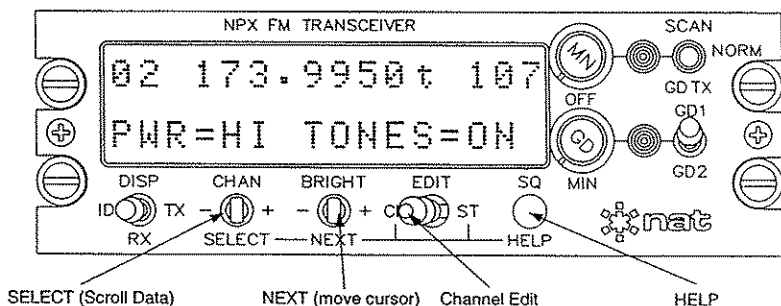 NPX FM TRANSCEIVER
SCAN
02 173.9950t 107
MN
NORM
OFF
GD TX
PWR=HI TONES=ON
GD
GD1
GD2
MIN
DISP CHAN BRIGHT EDIT SQ
ID TX - + - + C ST
RX SELECT NEXT HELP
nat
SELECT (Scroll Data) NEXT (move cursor) Channel Edit HELP